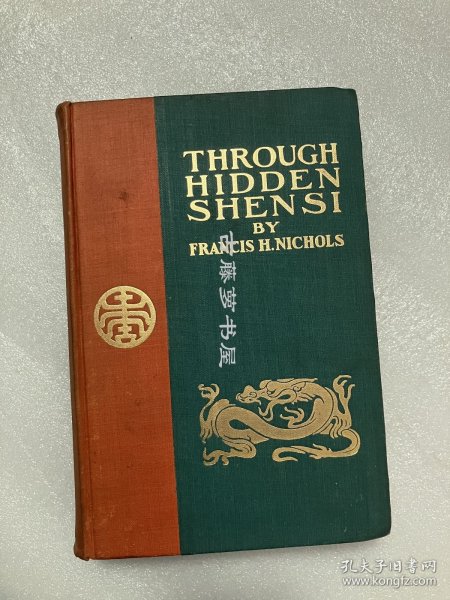 THROUGH
HIDDEN
SHENSI
BY
FRANCIS H. NICHOLS
古藤萝书屋
孔夫子旧书网
www.kongfz.com